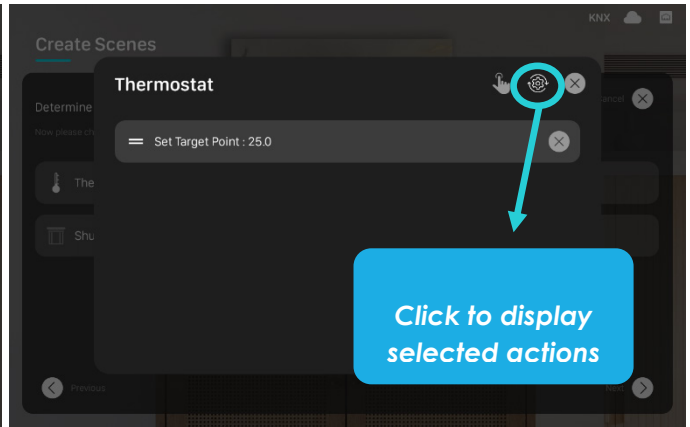 KNX
Create Scenes
Thermostat
Determine
ancel
Now please ch
Set Target Point : 25.0
The
Shu
Click to display
selected actions
Previous
Next